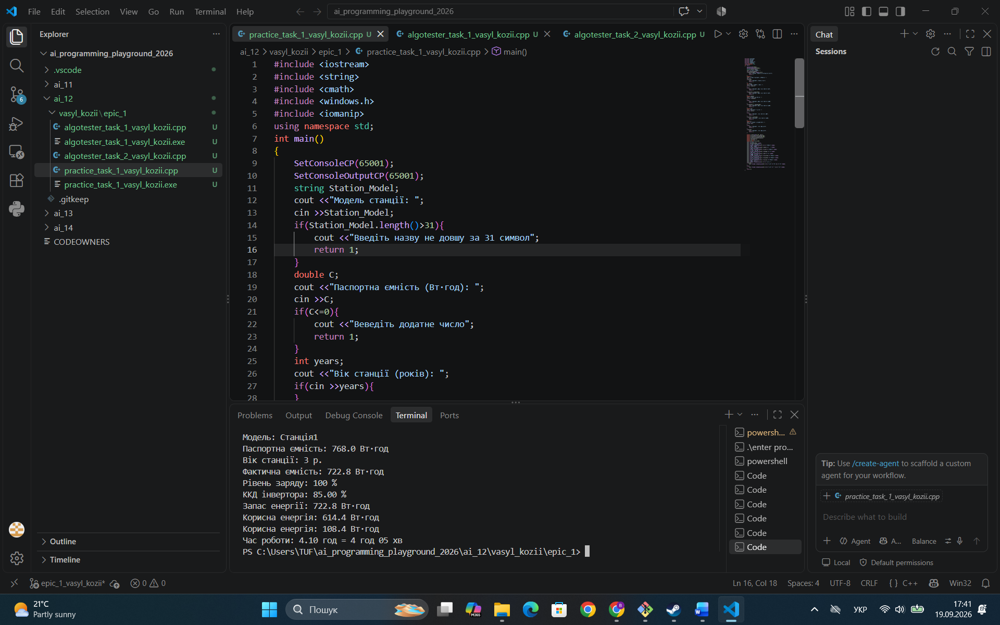 File Edit Selection View Go Run Terminal Help
ai_programming_playground_2026
Explorer
ai_programming_playground_2026
.vscode
ai_11
ai_12
vasyl_kozii\epic_1
algotester_task_1_vasyl_kozii.cpp U
algotester_task_1_vasyl_kozii.exe U
algotester_task_2_vasyl_kozii.cpp U
practice_task_1_vasyl_kozii.cpp U
practice_task_1_vasyl_kozii.exe U
.gitkeep
ai_13
ai_14
CODEOWNERS
Outline
Timeline
6
practice_task_1_vasyl_kozii.cpp U
algotester_task_1_vasyl_kozii.cpp U
algotester_task_2_vasyl_kozii.cpp U
ai_12 > vasyl_kozii > epic_1 > practice_task_1_vasyl_kozii.cpp > main()
1 #include <iostream>
2 #include <string>
3 #include <cmath>
4 #include <windows.h>
5 #include <iomanip>
6 using namespace std;
7 int main()
8 {
9 SetConsoleCP(65001);
10 SetConsoleOutputCP(65001);
11 string Station_Model;
12 cout <<"Модель станції: ";
13 cin >>Station_Model;
14 if(Station_Model.length()>31){
15 cout <<"Введіть назву не довшу за 31 символ";
16 return 1;
17 }
18 double C;
19 cout <<"Паспортна ємність (Вт·год): ";
20 cin >>C;
21 if(C<=0){
22 cout <<"Веведіть додатне число";
23 return 1;
24 }
25 int years;
26 cout <<"Вік станції (років): ";
27 if(cin >>years){
28 }
Problems Output Debug Console Terminal Ports
Модель: Станція1
Паспортна ємність: 768.0 Вт·год
Вік станції: 3 р.
Фактична ємність: 722.8 Вт·год
Рівень заряду: 100 %
ККД інвертора: 85.00 %
Запас енергії: 722.8 Вт·год
Корисна енергія: 614.4 Вт·год
Корисна енергія: 108.4 Вт·год
Час роботи: 4.10 год = 4 год 05 хв
PS C:\Users\TUF\ai_programming_playground_2026\ai_12\vasyl_kozii\epic_1>
powersh...
.\enter pro...
powershell
Code
Code
Code
Code
Code
Code
Chat
Sessions
Tip: Use /create-agent to scaffold a custom
agent for your workflow.
practice_task_1_vasyl_kozii.cpp
Describe what to build
Agent A... Balance
Local Default permissions
epic_1_vasyl_kozii* 0 0
Ln 16, Col 18 Spaces: 4 UTF-8 CRLF { } C++ Win32
21°C
Partly sunny
Пошук
M365
B
УКР
17:41
19.09.2026